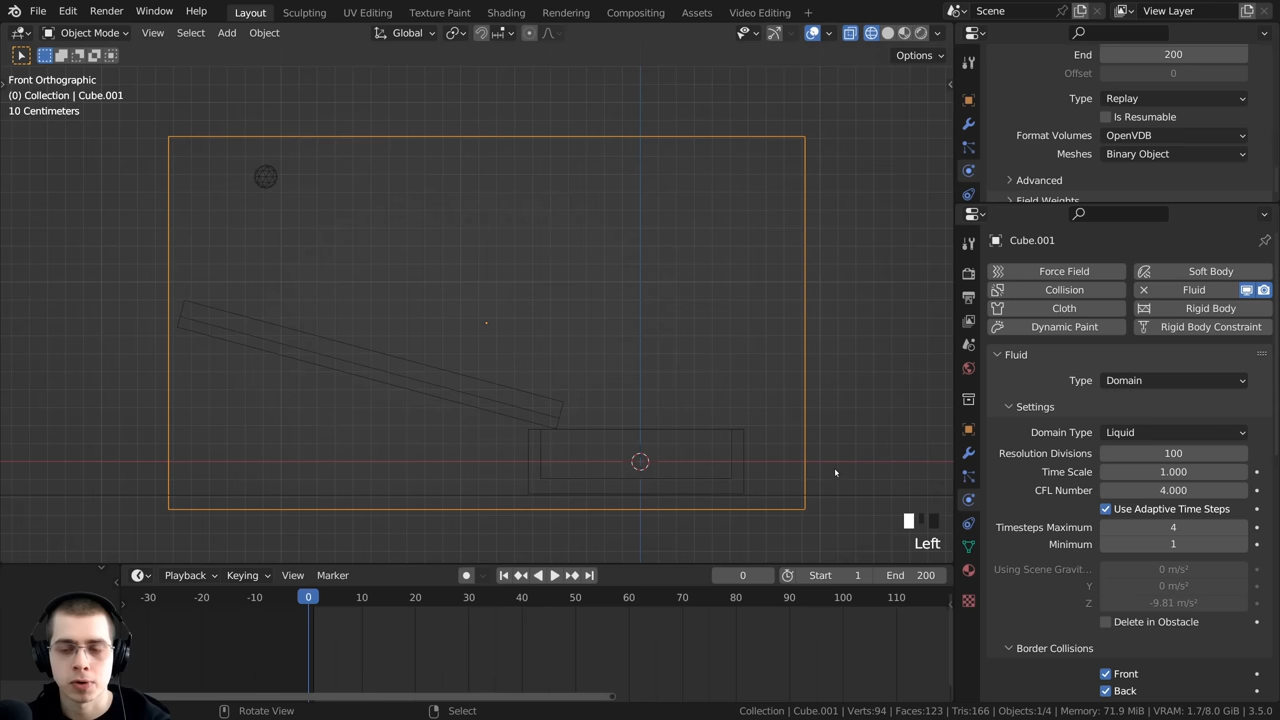 File Edit Render Window Help Layout Sculpting UV Editing Texture Paint Shading Rendering Compositing Assets Video Editing + Scene View Layer
Object Mode View Select Add Object Global
Options
Front Orthographic
(0) Collection | Cube.001
10 Centimeters
Left
Playback Keying View Marker 0 Start 1 End 200
-30 -20 -10 0 10 20 30 40 50 60 70 80 90 100 110
End 200
Offset 0
Type Replay
Is Resumable
Format Volumes OpenVDB
Meshes Binary Object
Advanced
Field Weights
Cube.001
Force Field Soft Body
Collision Fluid
Cloth Rigid Body
Dynamic Paint Rigid Body Constraint
Fluid
Type Domain
Settings
Domain Type Liquid
Resolution Divisions 100
Time Scale 1.000
CFL Number 4.000
Use Adaptive Time Steps
Timesteps Maximum 4
Minimum 1
Using Scene Gravit... 0 m/s²
Y 0 m/s²
Z -9.81 m/s²
Delete in Obstacle
Border Collisions
Front
Back
Rotate View Select Collection | Cube.001 | Verts:94 | Faces:123 | Tris:166 | Objects:1/4 | Memory: 71.9 MiB | VRAM: 1.7/8.0 GiB | 3.5.0